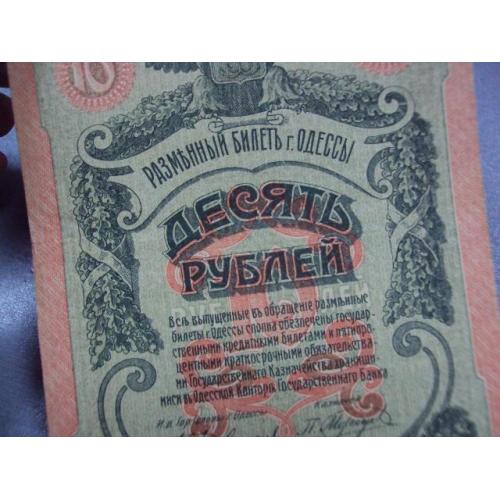 10
РАЗМѢННЫЙ БИЛЕТЪ Г. ОДЕССЫ
ДЕСЯТЬ
РУБЛЕЙ
Всѣ выпущенные въ обращеніе размѣнные
билеты г. Одессы сполна обезпечены государ-
ственными кредитными билетами и пятипро-
центными краткосрочными обязательства-
ми Государственнаго Казначейства хранящи-
мися въ Одесской Конторѣ Государственнаго Банка